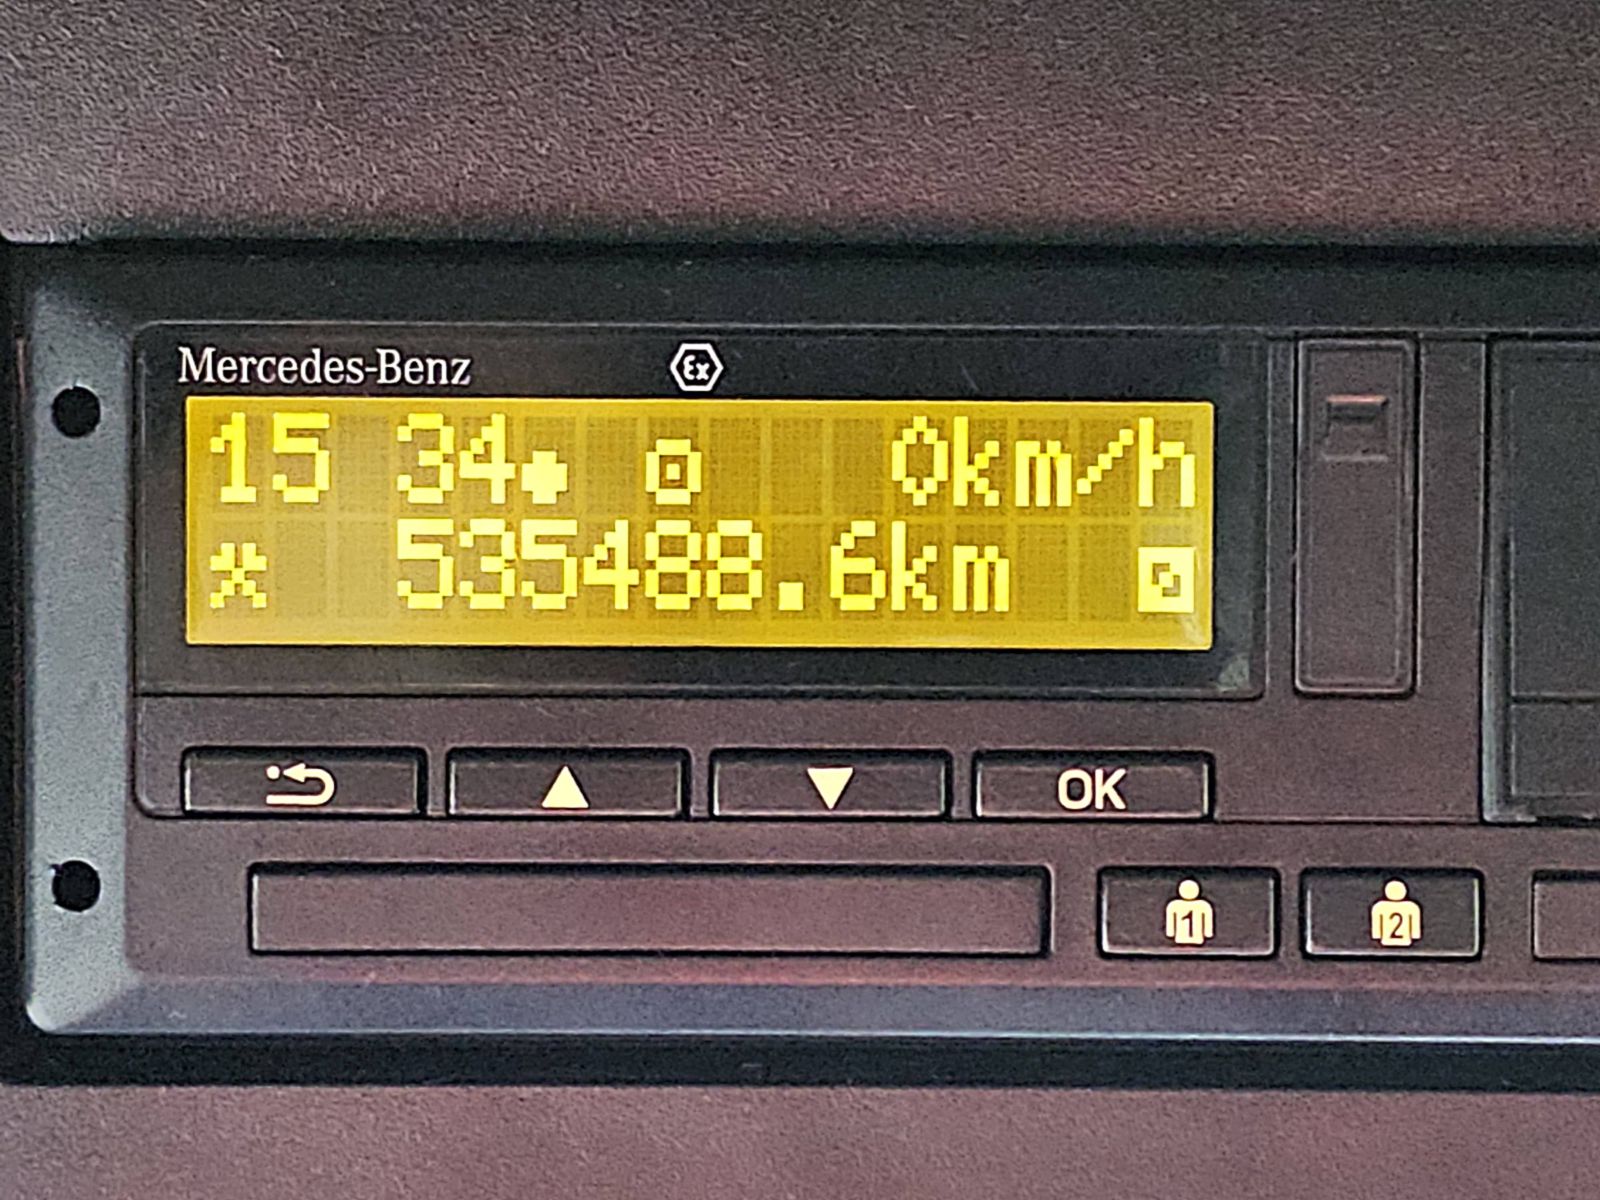 Mercedes-Benz
Ex
15 34 0km/h
535488.6km
OK
1 2